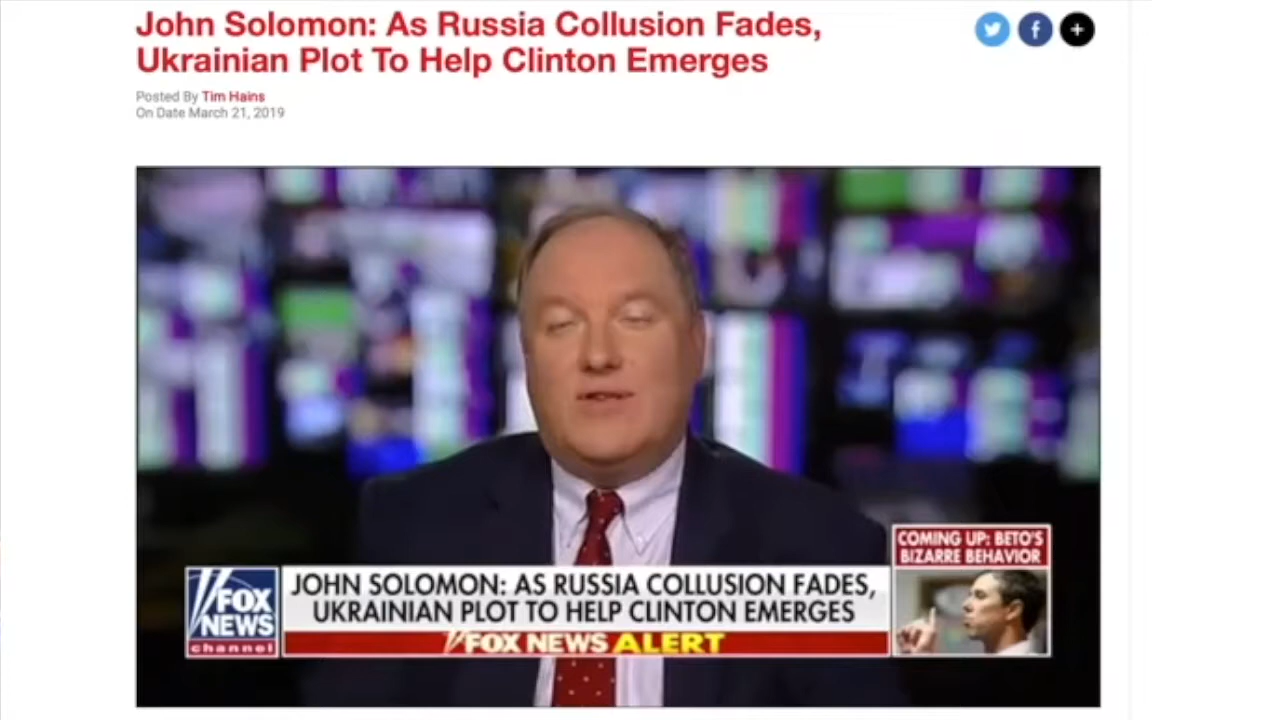 John Solomon: As Russia Collusion Fades,
Ukrainian Plot To Help Clinton Emerges
Posted By Tim Hains
On Date March 21, 2019
COMING UP: BETO'S
BIZARRE BEHAVIOR
FOX
NEWS
channel
JOHN SOLOMON: AS RUSSIA COLLUSION FADES,
UKRAINIAN PLOT TO HELP CLINTON EMERGES
FOX NEWS ALERT